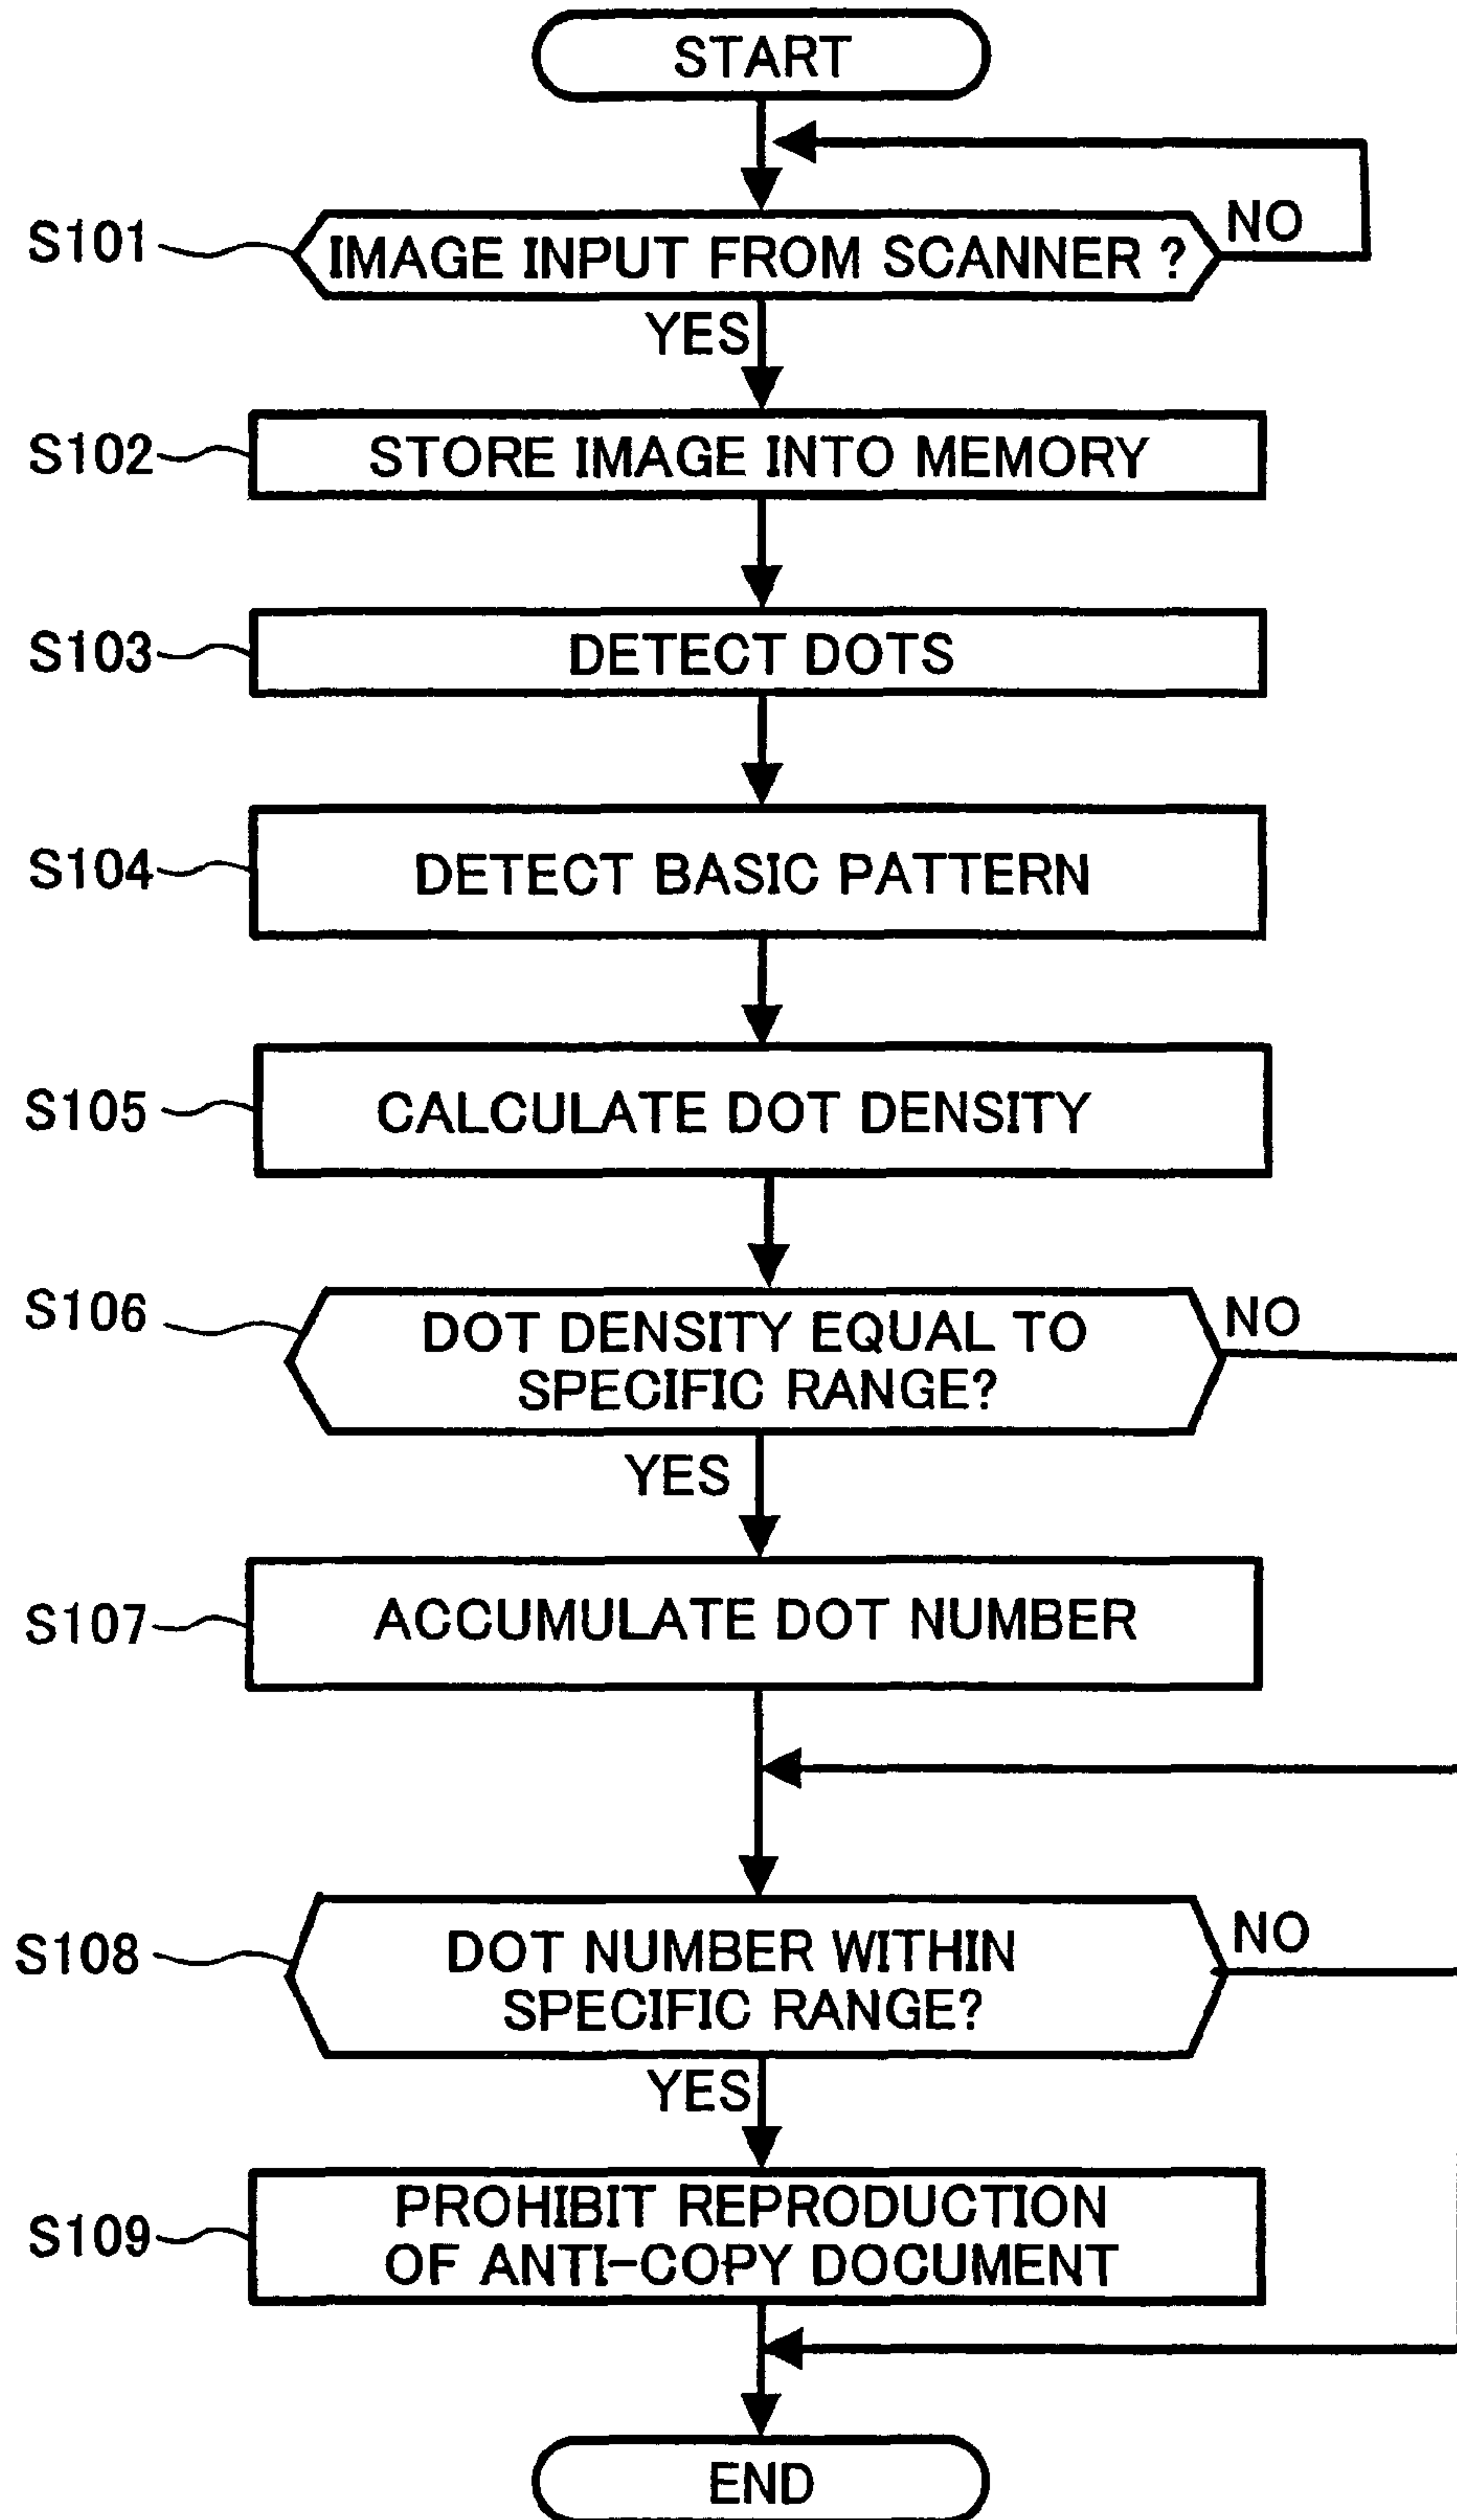 START
S101
IMAGE INPUT FROM SCANNER ?
NO
YES
S102
STORE IMAGE INTO MEMORY
S103
DETECT DOTS
S104
DETECT BASIC PATTERN
S105
CALCULATE DOT DENSITY
S106
DOT DENSITY EQUAL TO
SPECIFIC RANGE?
NO
YES
S107
ACCUMULATE DOT NUMBER
S108
DOT NUMBER WITHIN
SPECIFIC RANGE?
NO
YES
S109
PROHIBIT REPRODUCTION
OF ANTI-COPY DOCUMENT
END